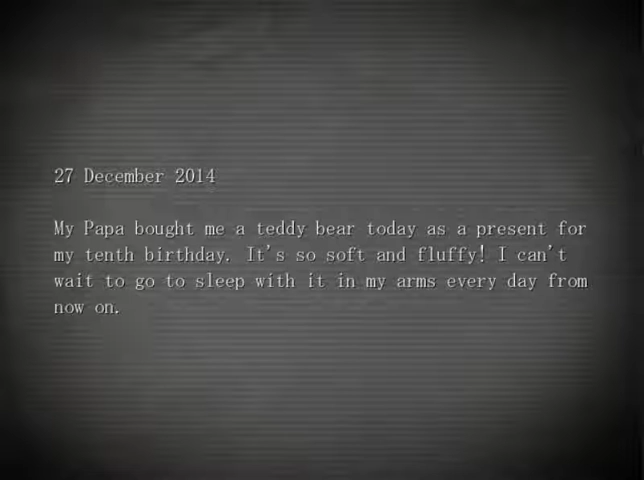 27 December 2014
My Papa bought me a teddy bear today as a present for
my tenth birthday. It's so soft and fluffy! I can't
wait to go to sleep with it in my arms every day from
now on.